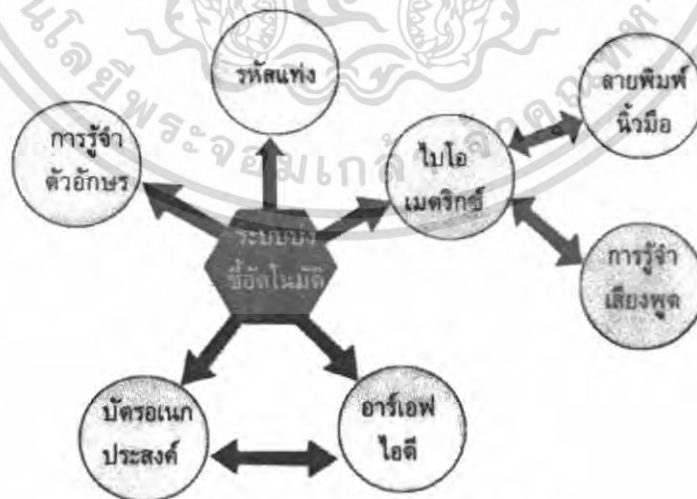 รหัสแท่ง
ลายพิมพ์
นิ้วมือ
การรู้จำ
ตัวอักษร
ไบโอ
เมตริกซ์
ระบบบ่ง
ชี้อัตโนมัติ
การรู้จำ
เสียงพูด
บัตรอเนก
ประสงค์
อาร์เอฟ
ไอดี